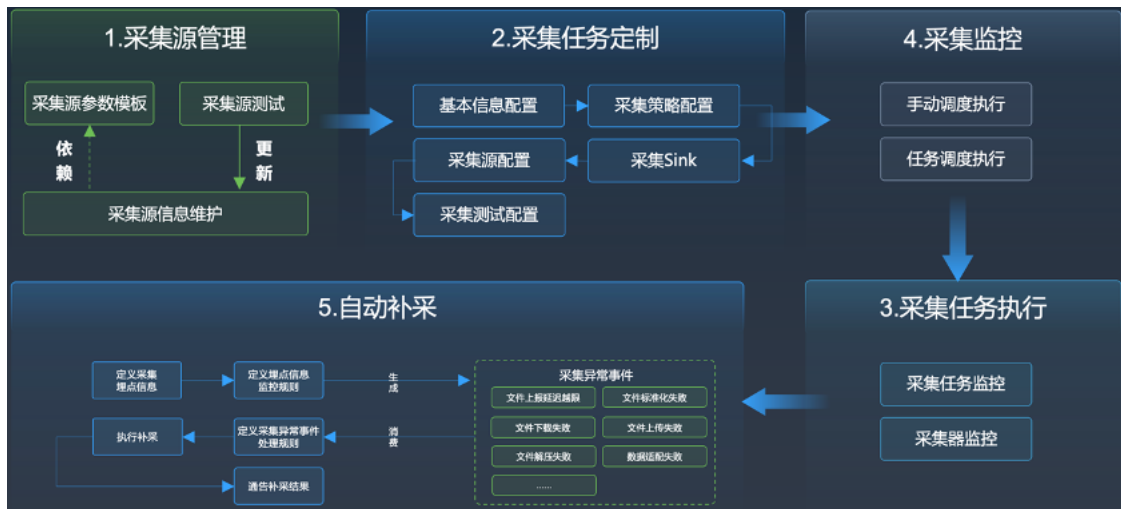 1.采集源管理
采集源参数模板
采集源测试
依
赖
更
新
采集源信息维护
2.采集任务定制
基本信息配置
采集策略配置
采集源配置
采集Sink
采集测试配置
4.采集监控
手动调度执行
任务调度执行
3.采集任务执行
采集任务监控
采集器监控
5.自动补采
定义采集
埋点信息
定义埋点信息
监控规则
生
成
采集异常事件
文件上报延迟越限
文件标准化失败
文件下载失败
文件上传失败
文件解压失败
数据适配失败
......
消
费
定义采集异常事件
处理规则
执行补采
通告补采结果